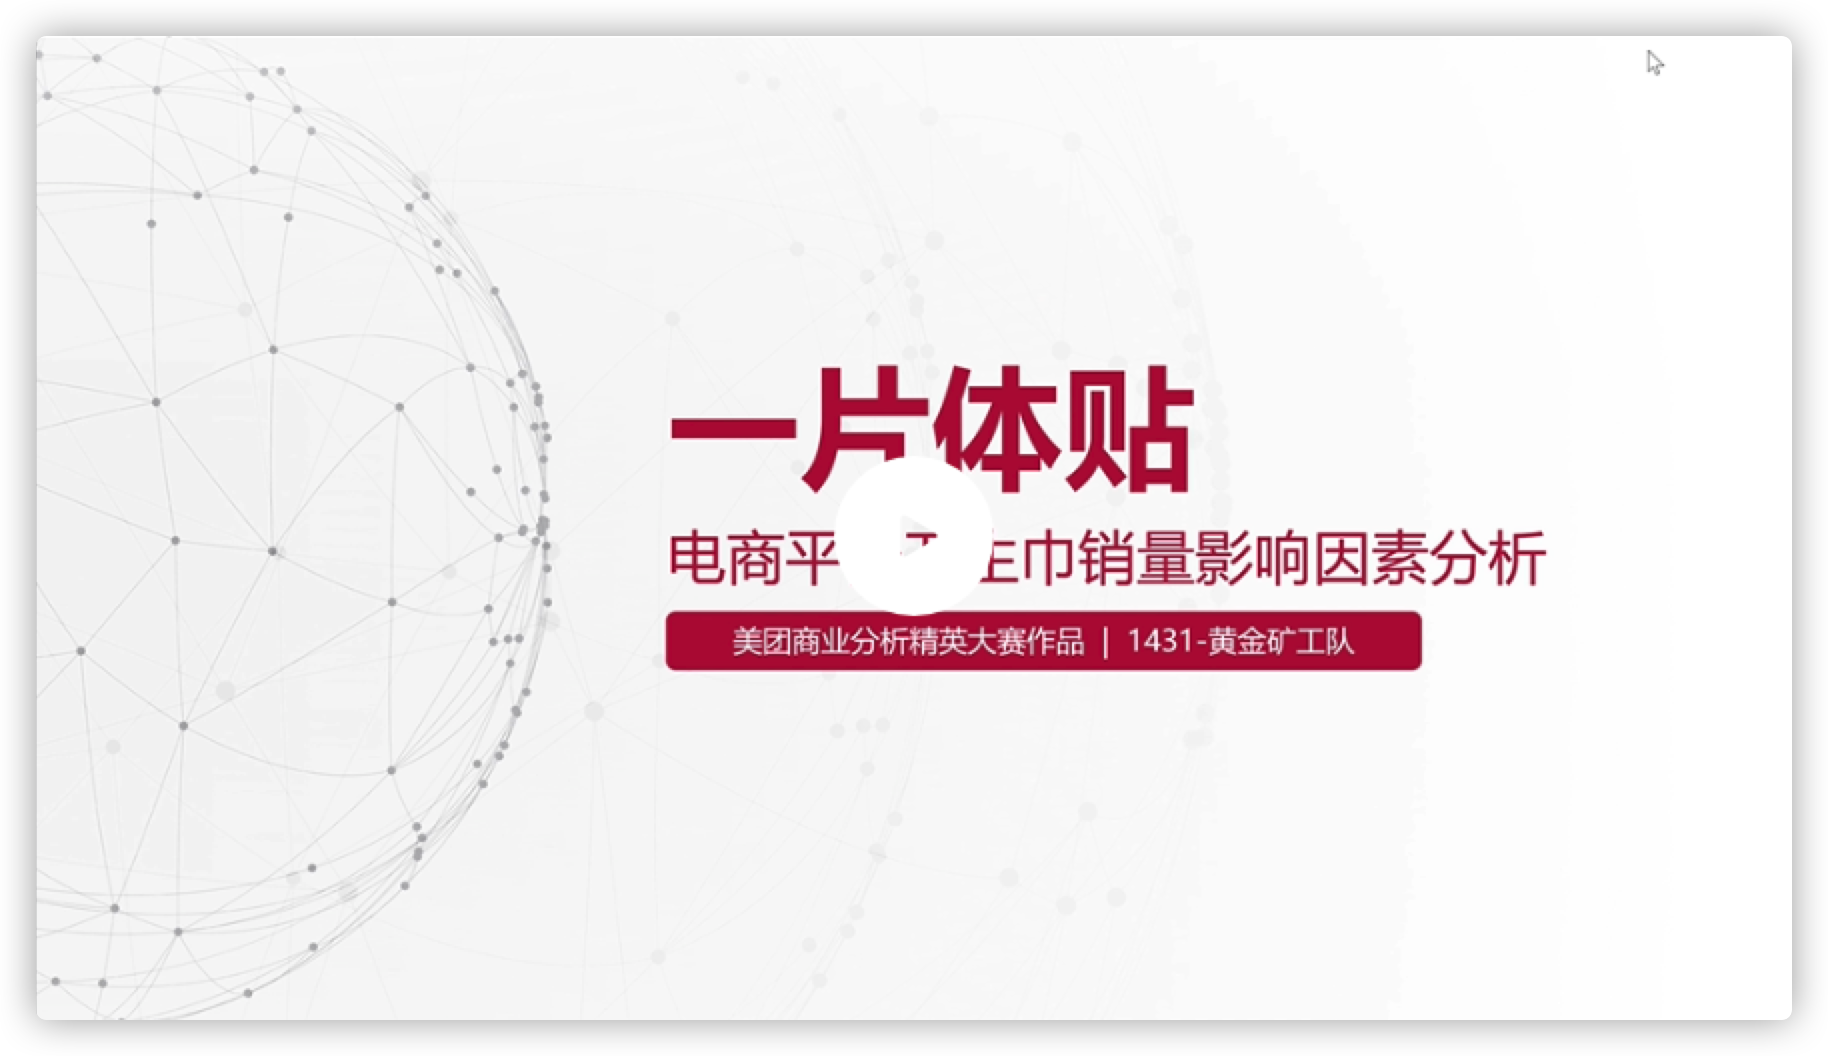 一片体贴
电商平 生巾销量影响因素分析
美团商业分析精英大赛作品 | 1431-黄金矿工队